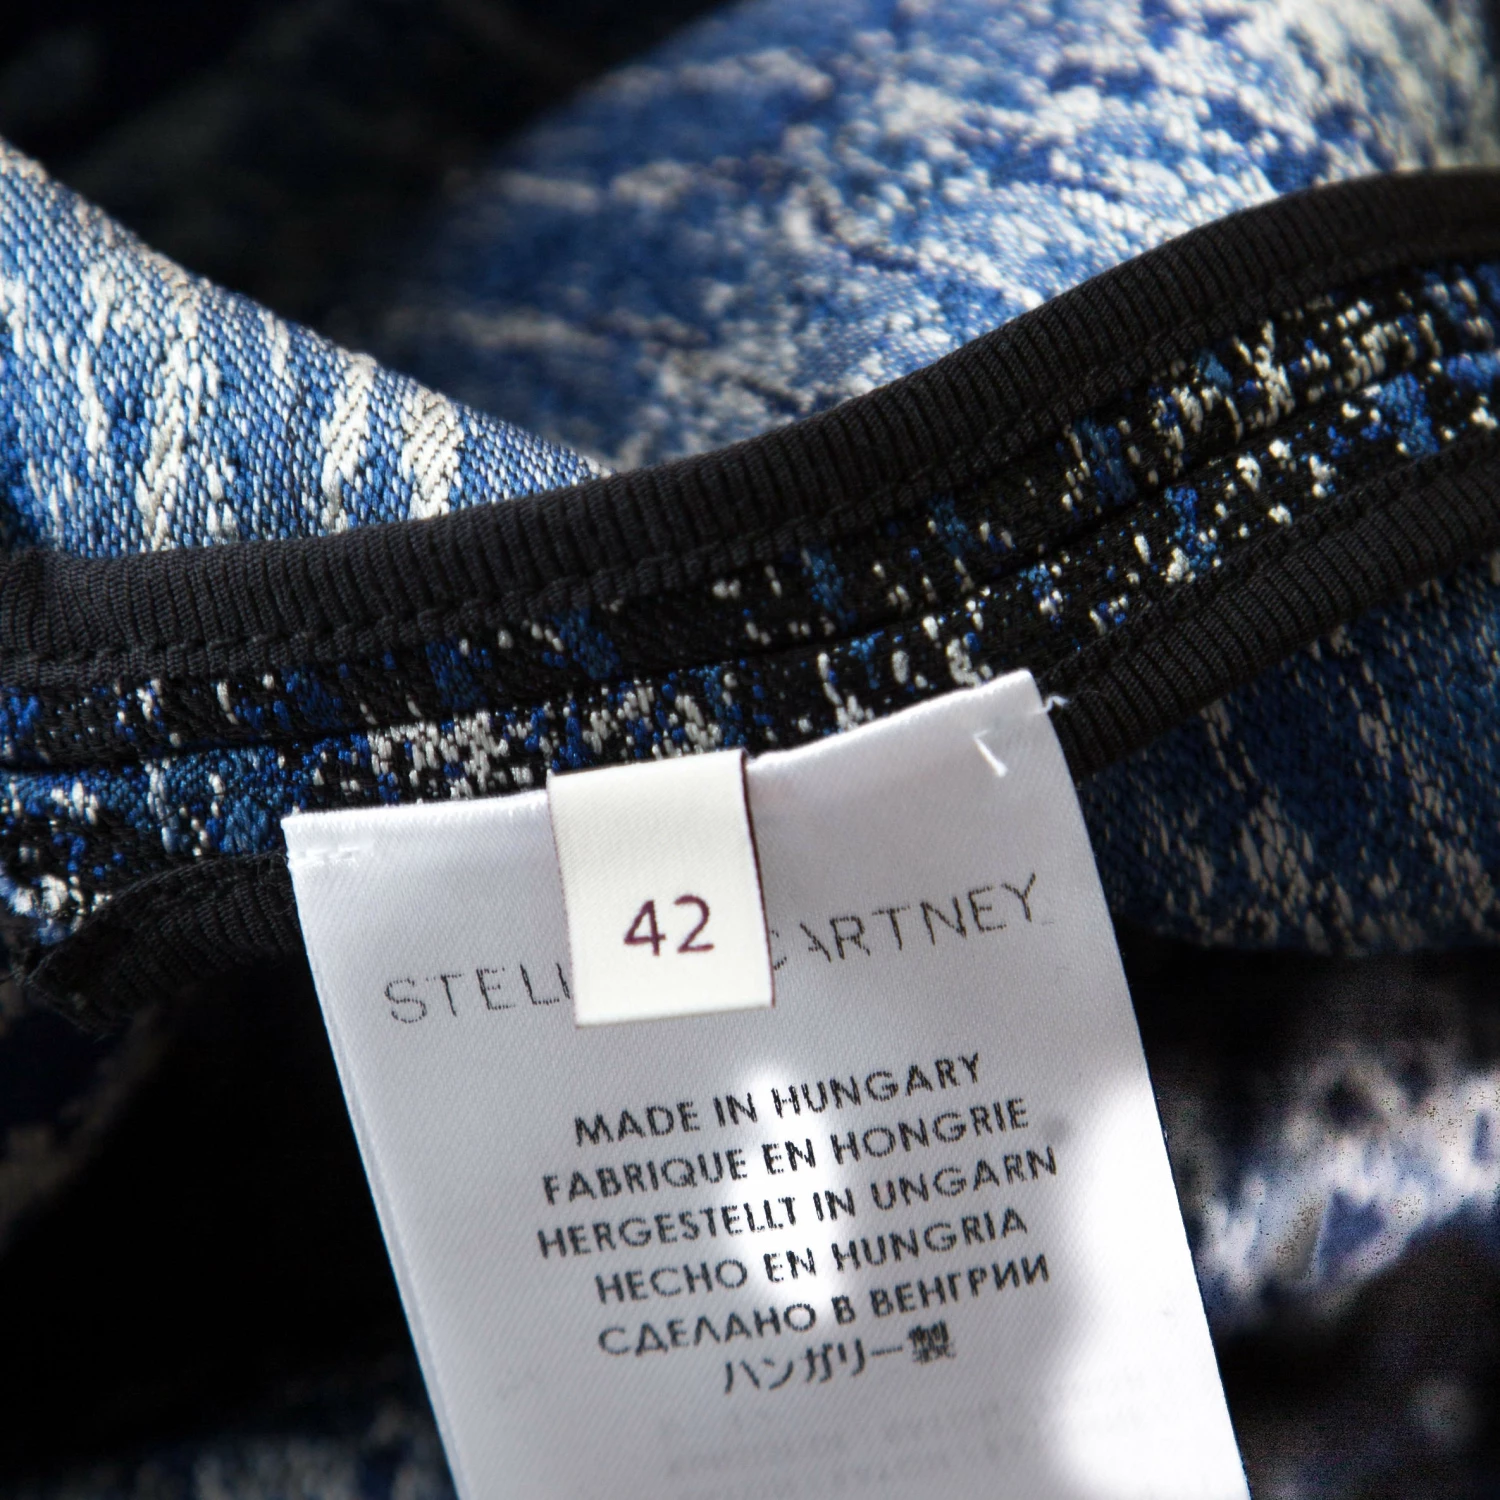 42
STELL CARTNEY
MADE IN HUNGARY
FABRIQUE EN HONGRIE
HERGESTELLT IN UNGARN
HECHO EN HUNGRIA
СДЕЛАНО В ВЕНГРИИ
ハンガリー製